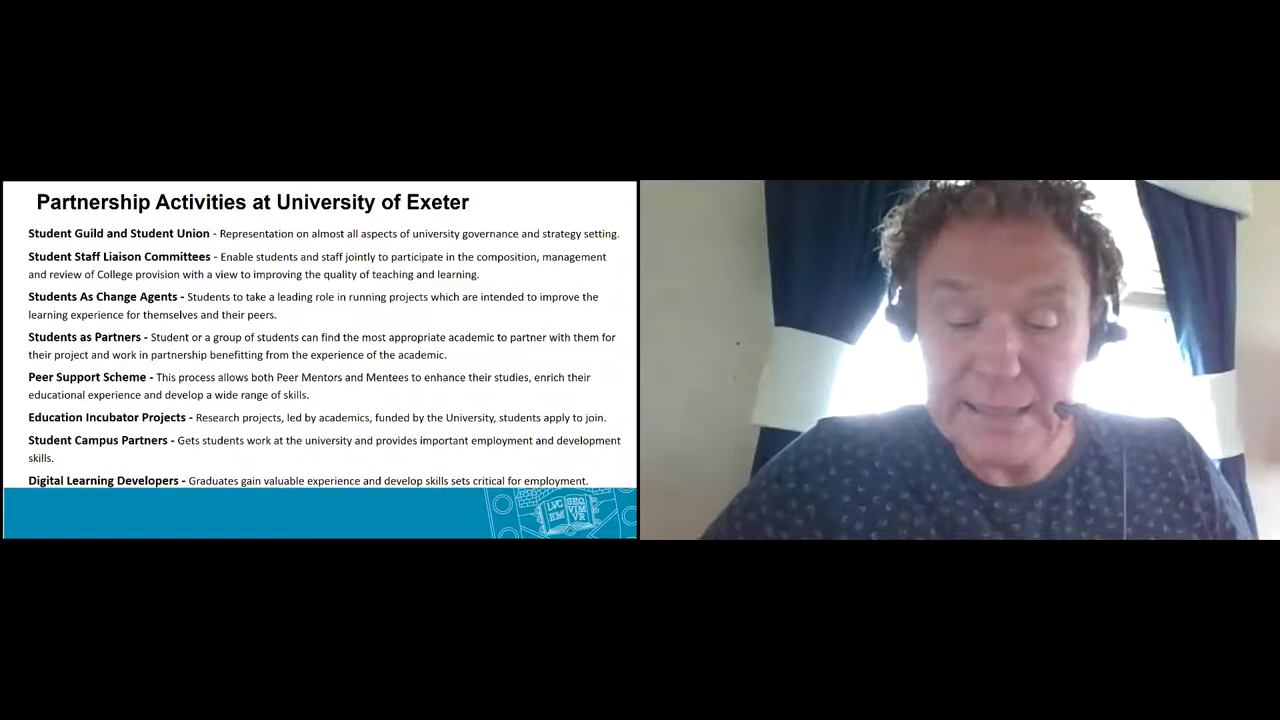 Partnership Activities at University of Exeter
Student Guild and Student Union - Representation on almost all aspects of university governance and strategy setting.
Student Staff Liaison Committees - Enable students and staff jointly to participate in the composition, management
and review of College provision with a view to improving the quality of teaching and learning.
Students As Change Agents - Students to take a leading role in running projects which are intended to improve the
learning experience for themselves and their peers.
Students as Partners - Student or a group of students can find the most appropriate academic to partner with them for
their project and work in partnership benefitting from the experience of the academic.
Peer Support Scheme - This process allows both Peer Mentors and Mentees to enhance their studies, enrich their
educational experience and develop a wide range of skills.
Education Incubator Projects - Research projects, led by academics, funded by the University, students apply to join.
Student Campus Partners - Gets students work at the university and provides important employment and development
skills.
Digital Learning Developers - Graduates gain valuable experience and develop skills sets critical for employment.
LVC SEQ
EM VIM
VR